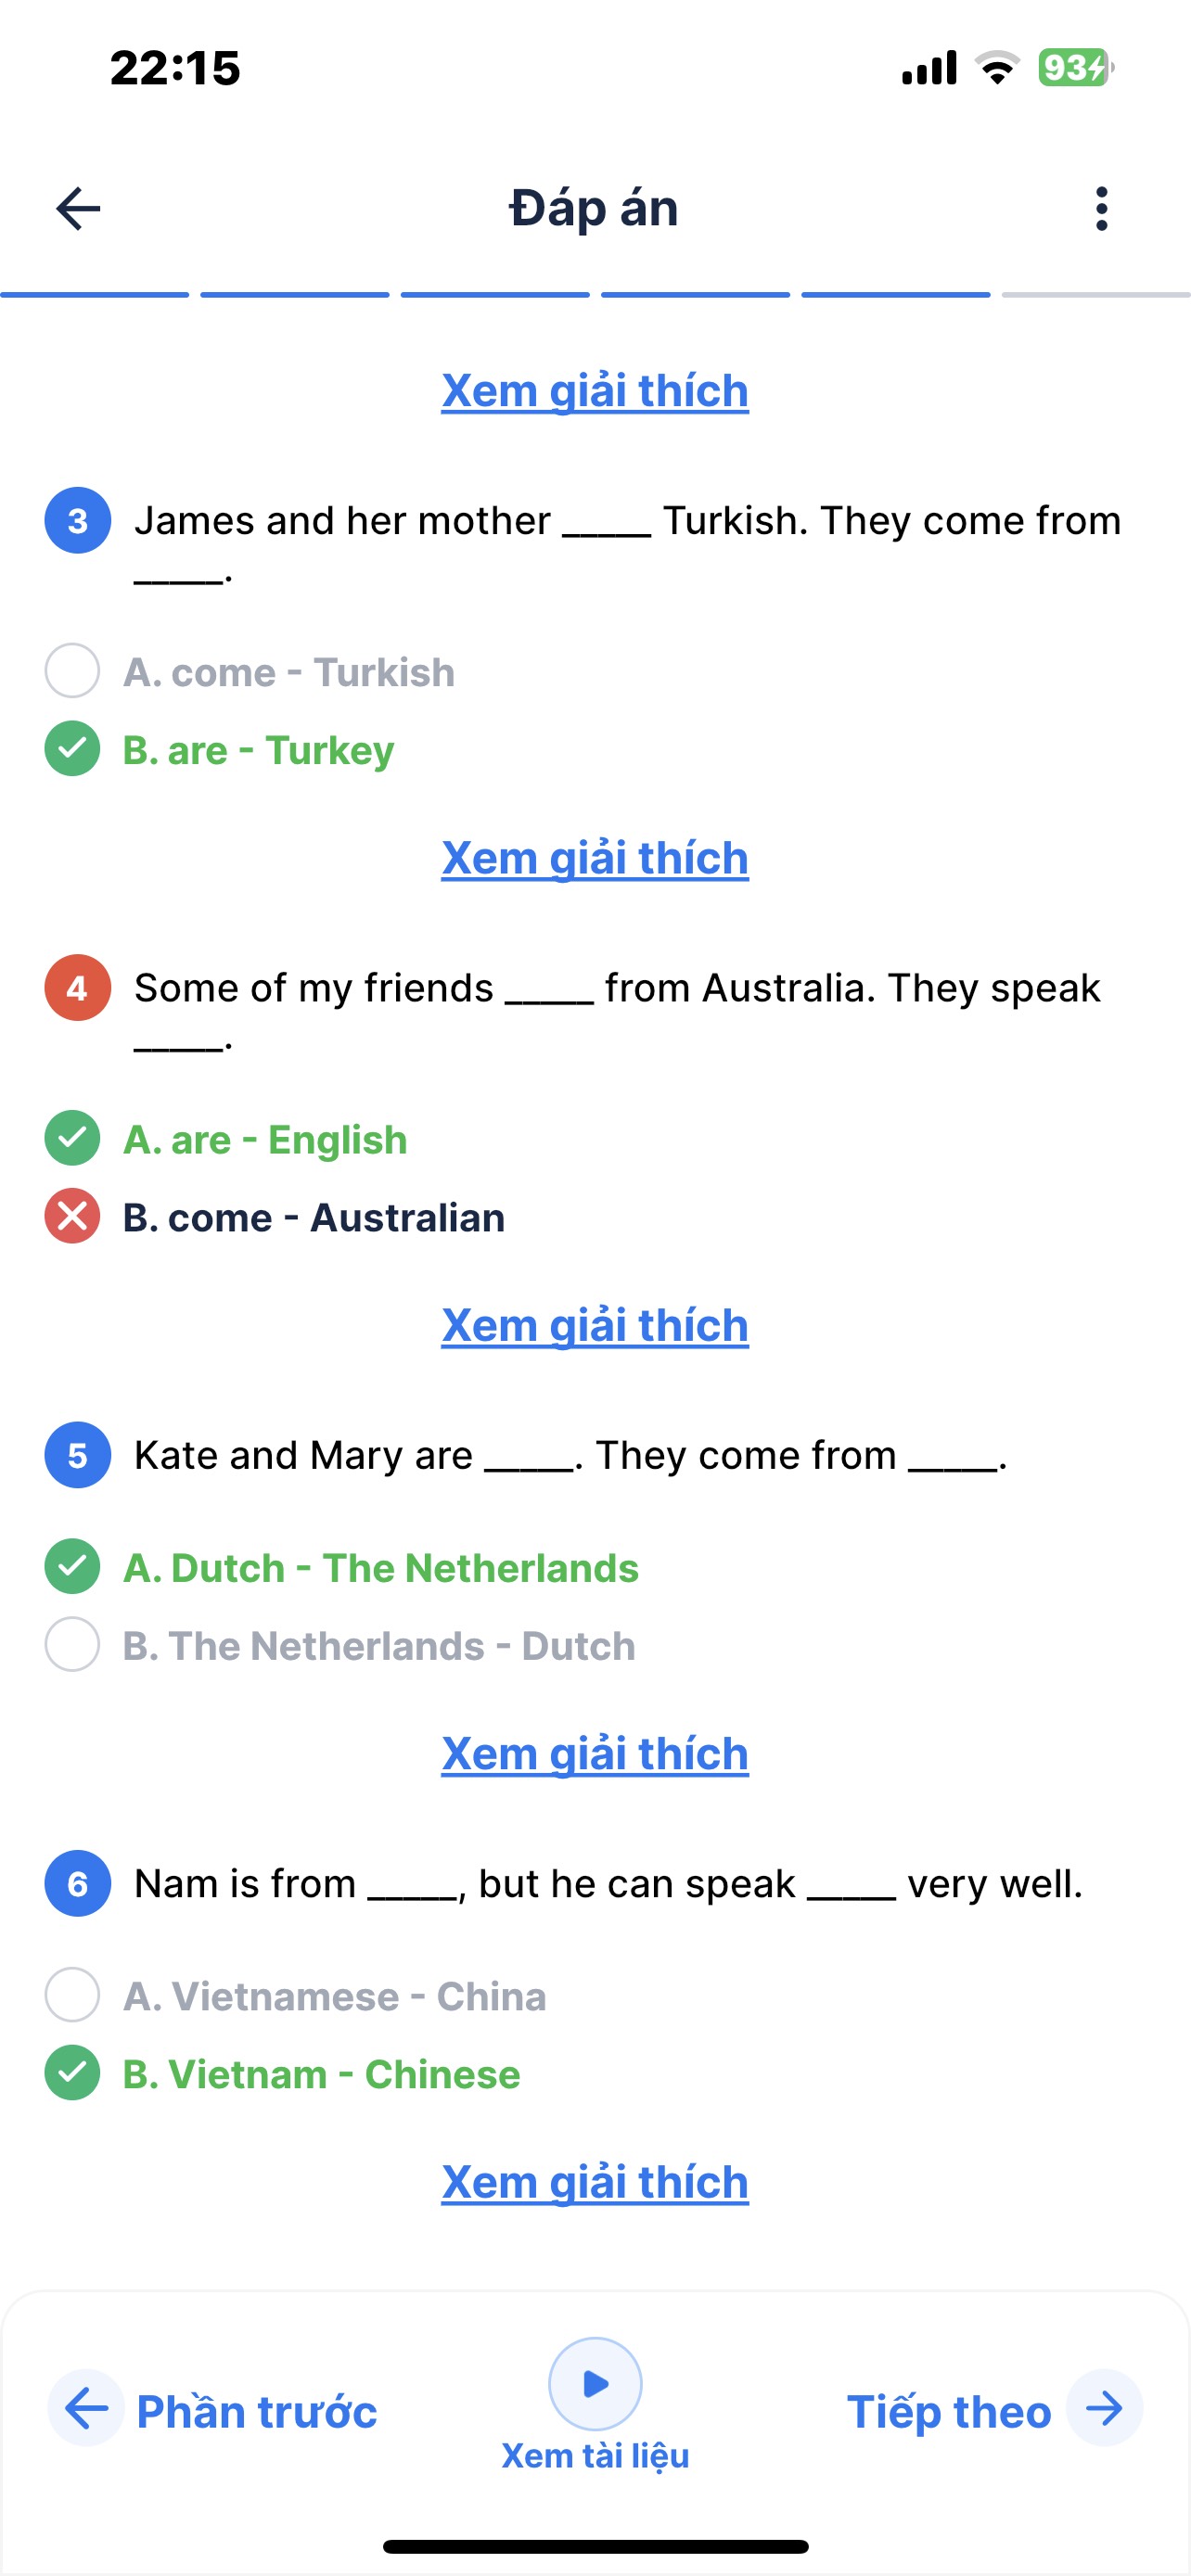 22:15
93
Đáp án
Xem giải thích
3 James and her mother _____ Turkish. They come from
_____.
A. come - Turkish
B. are - Turkey
Xem giải thích
4 Some of my friends _____ from Australia. They speak
_____.
A. are - English
B. come - Australian
Xem giải thích
5 Kate and Mary are _____. They come from _____.
A. Dutch - The Netherlands
B. The Netherlands - Dutch
Xem giải thích
6 Nam is from _____, but he can speak _____ very well.
A. Vietnamese - China
B. Vietnam - Chinese
Xem giải thích
Phần trước
Xem tài liệu
Tiếp theo